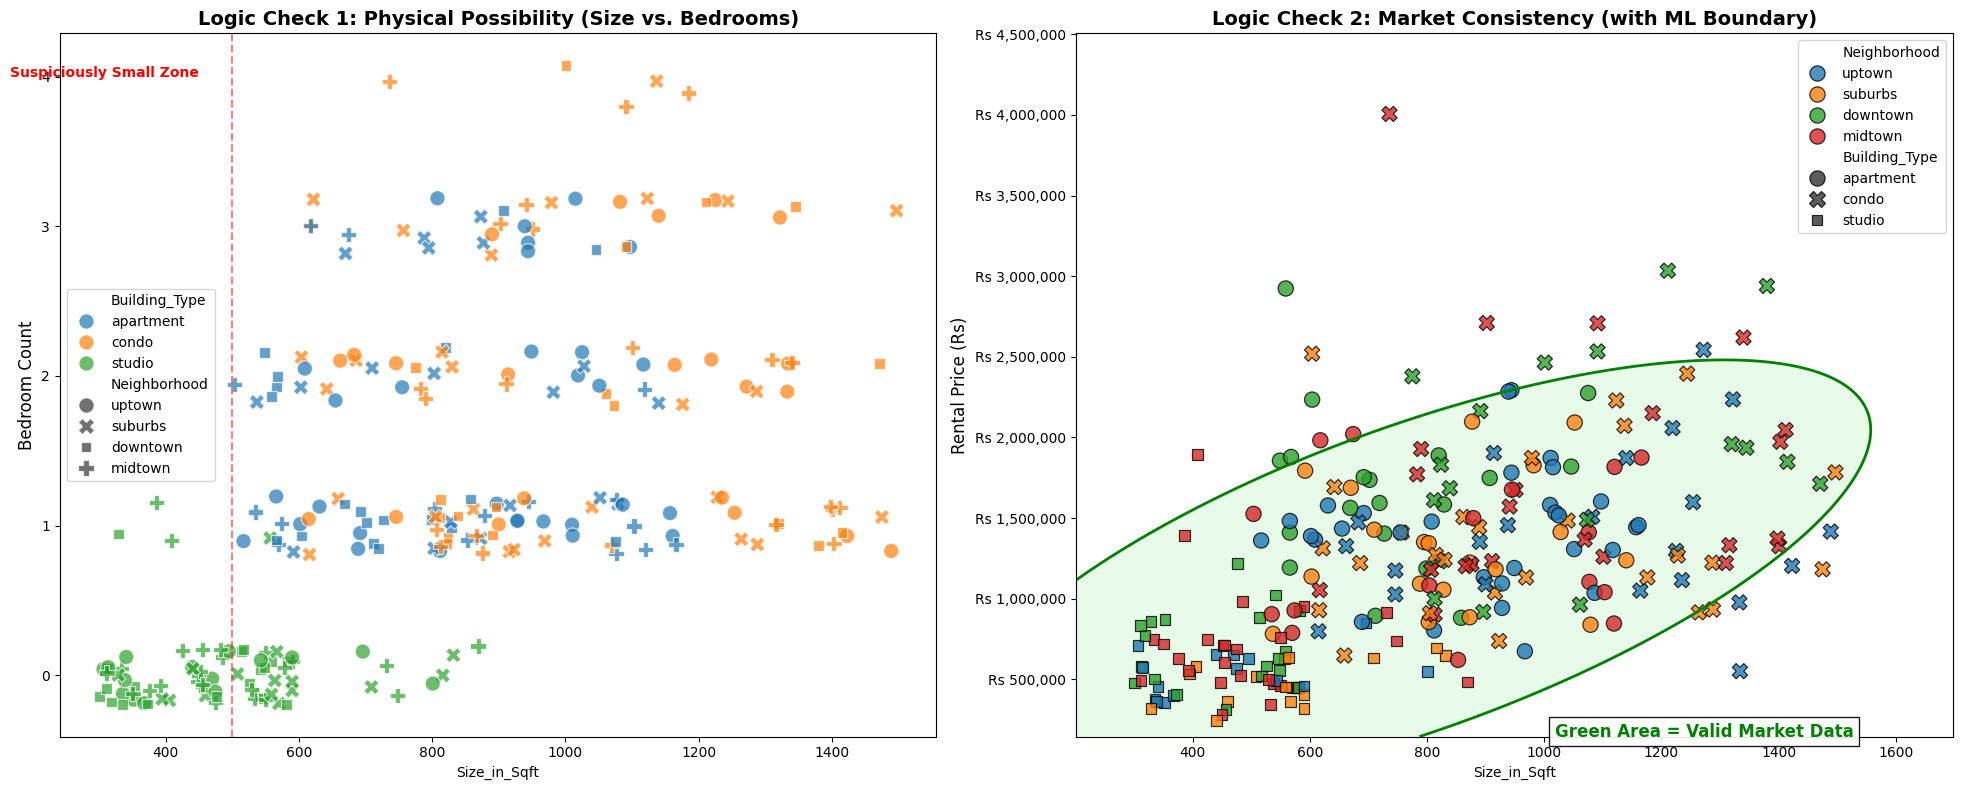 Logic Check 1: Physical Possibility (Size vs. Bedrooms)
Suspiciously Small Zone
4
3
2
1
0
Bedroom Count
Building_Type
apartment
condo
studio
Neighborhood
uptown
suburbs
downtown
midtown
400
600
800
1000
1200
1400
Size_in_Sqft
Logic Check 2: Market Consistency (with ML Boundary)
Rs 4,500,000
Rs 4,000,000
Rs 3,500,000
Rs 3,000,000
Rs 2,500,000
Rs 2,000,000
Rs 1,500,000
Rs 1,000,000
Rs 500,000
Rental Price (Rs)
Neighborhood
uptown
suburbs
downtown
midtown
Building_Type
apartment
condo
studio
Green Area = Valid Market Data
400
600
800
1000
1200
1400
1600
Size_in_Sqft